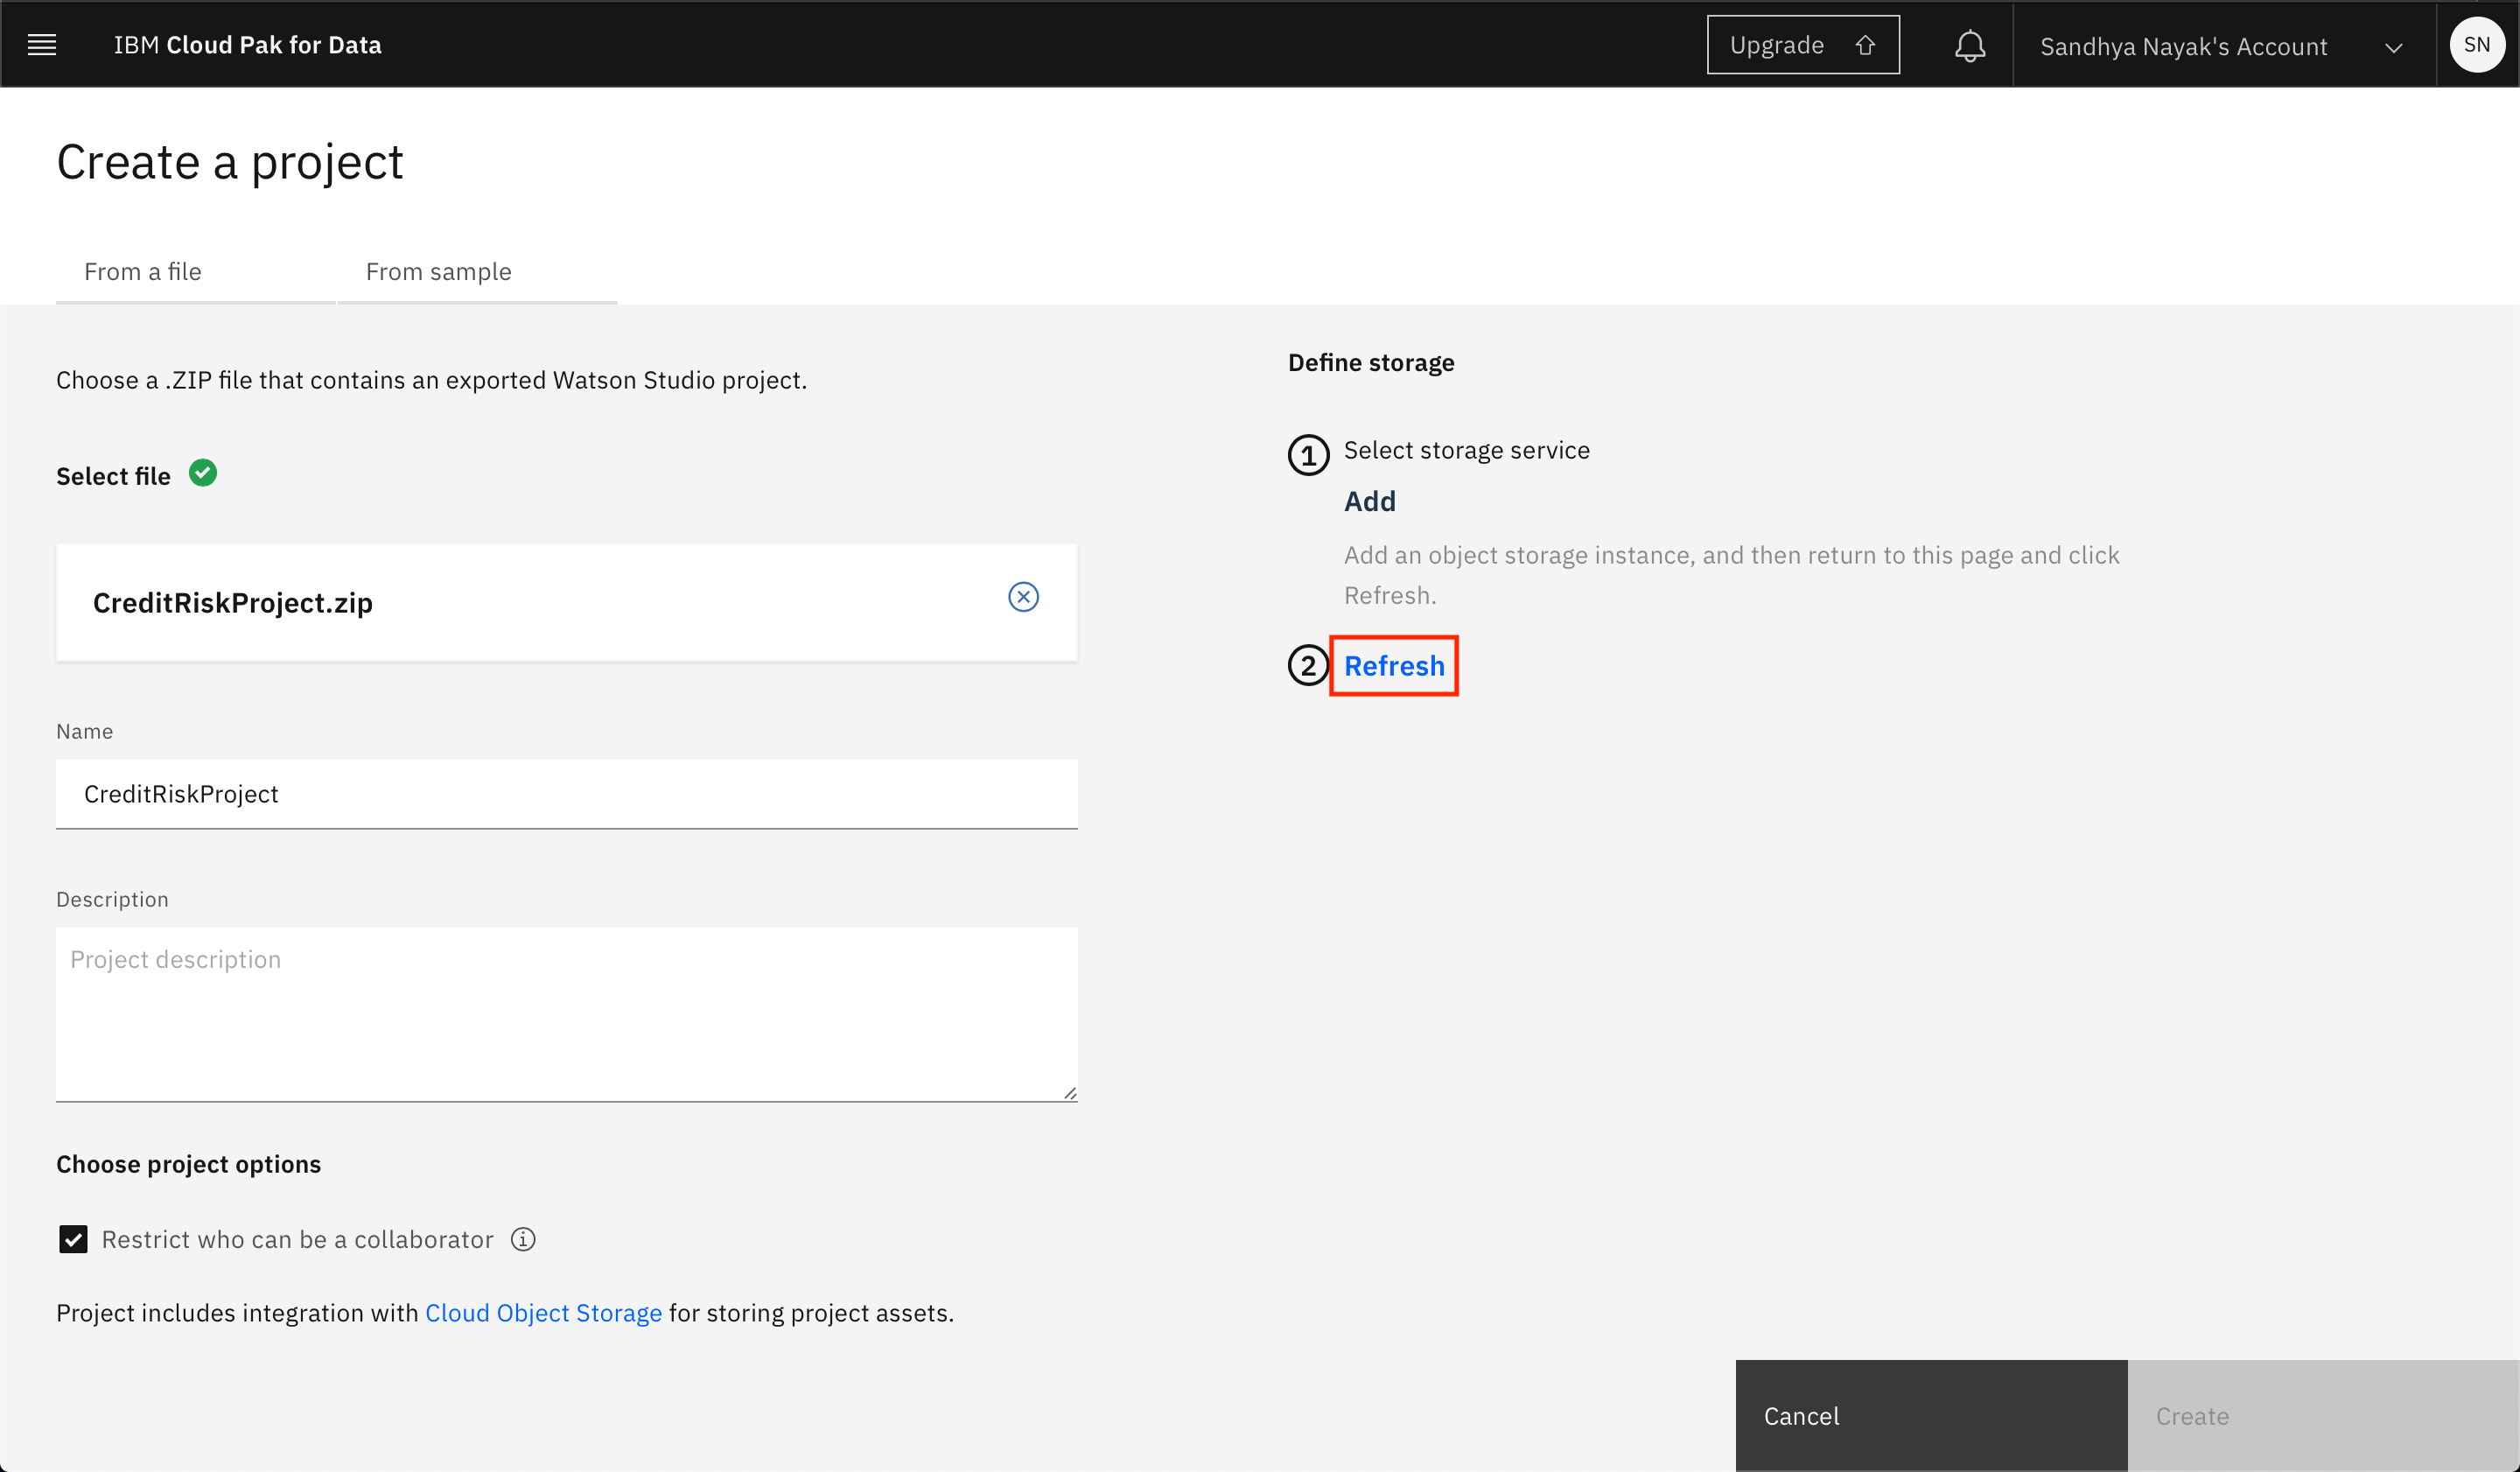 IBM Cloud Pak for Data
Upgrade
Sandhya Nayak's Account
SN
Create a project
From a file
From sample
Choose a .ZIP file that contains an exported Watson Studio project.
Select file
CreditRiskProject.zip
Name
CreditRiskProject
Description
Project description
Choose project options
Restrict who can be a collaborator
Project includes integration with Cloud Object Storage for storing project assets.
Define storage
1 Select storage service
Add
Add an object storage instance, and then return to this page and click
Refresh.
2 Refresh
Cancel
Create